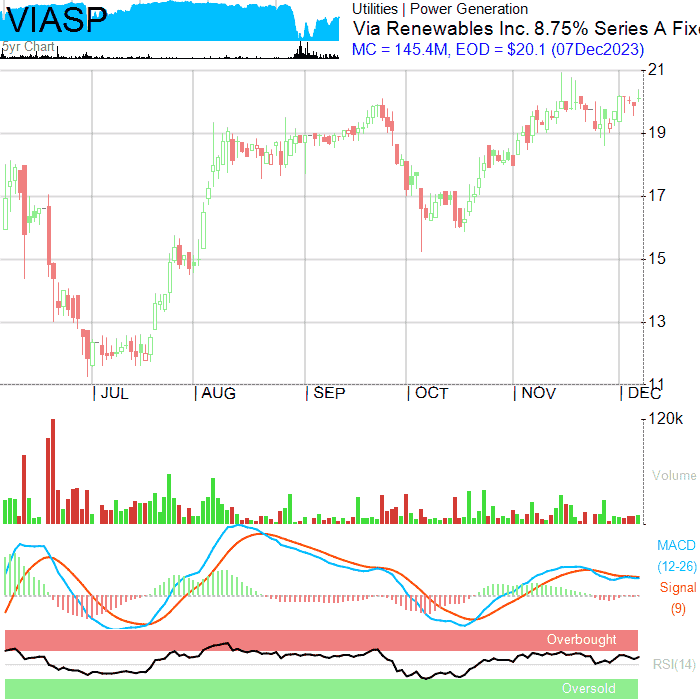 VIASP
5yr Chart
Utilities | Power Generation
Via Renewables Inc. 8.75% Series A Fixe
MC = 145.4M, EOD = $20.1 (07Dec2023)
21
19
17
15
13
11
JUL AUG SEP OCT NOV DEC
120k
Volume
MACD
(12-26)
Signal
(9)
Overbought
RSI(14)
Oversold